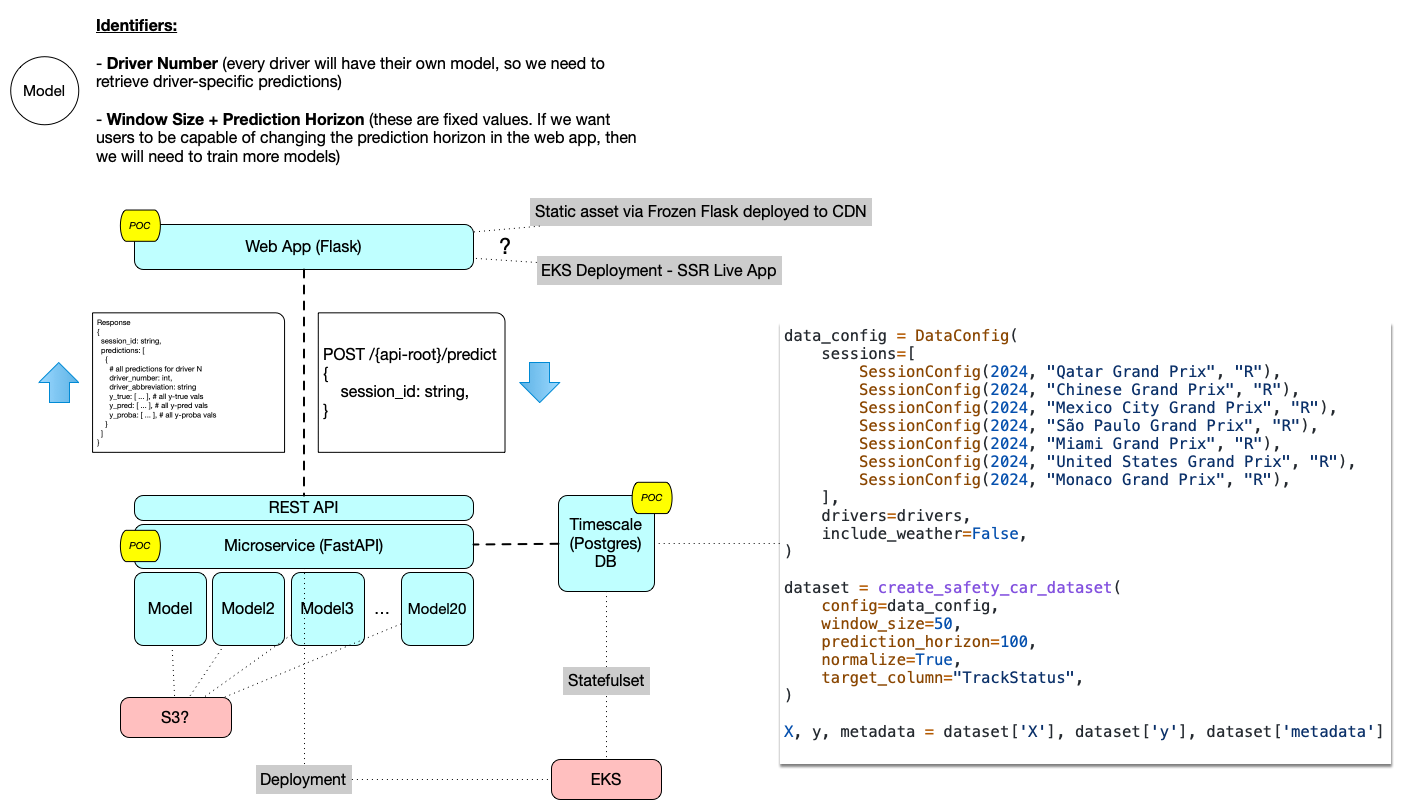 Identifiers:
Model
- Driver Number (every driver will have their own model, so we need to
retrieve driver-specific predictions)
- Window Size + Prediction Horizon (these are fixed values. If we want
users to be capable of changing the prediction horizon in the web app, then
we will need to train more models)
POC
Web App (Flask)
Static asset via Frozen Flask deployed to CDN
?
EKS Deployment - SSR Live App
Response
{
session_id: string,
predictions: [
{
# all predictions for driver N
driver_number: int,
driver_abbreviation: string
y_true: [ ... ], # all y-true vals
y_pred: [ ... ], # all y-pred vals
y_proba: [ ... ], # all y-proba vals
}
]
}
POST /{api-root}/predict
{
session_id: string,
}
REST API
POC
Microservice (FastAPI)
Model
Model2
Model3
...
Model20
S3?
Deployment
POC
Timescale
(Postgres)
DB
Statefulset
EKS
data_config = DataConfig(
sessions=[
SessionConfig(2024, "Qatar Grand Prix", "R"),
SessionConfig(2024, "Chinese Grand Prix", "R"),
SessionConfig(2024, "Mexico City Grand Prix", "R"),
SessionConfig(2024, "São Paulo Grand Prix", "R"),
SessionConfig(2024, "Miami Grand Prix", "R"),
SessionConfig(2024, "United States Grand Prix", "R"),
SessionConfig(2024, "Monaco Grand Prix", "R"),
],
drivers=drivers,
include_weather=False,
)
dataset = create_safety_car_dataset(
config=data_config,
window_size=50,
prediction_horizon=100,
normalize=True,
target_column="TrackStatus",
)
X, y, metadata = dataset['X'], dataset['y'], dataset['metadata']